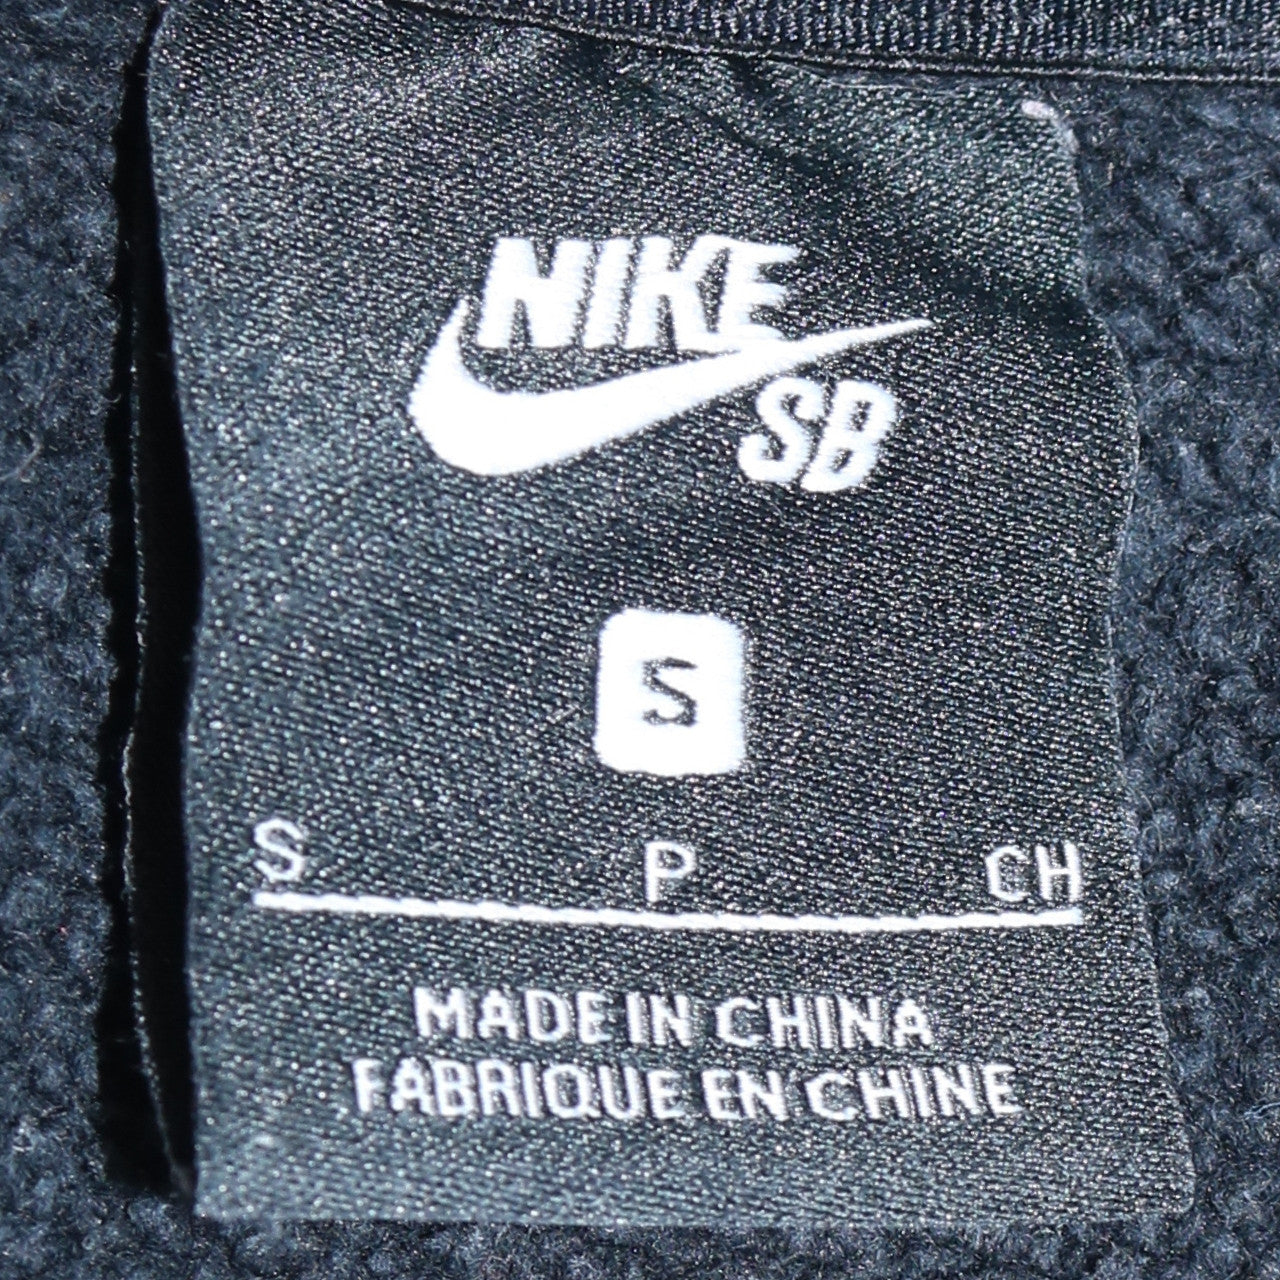 NIKE
SB
S
S P CH
MADE IN CHINA
FABRIQUE EN CHINE